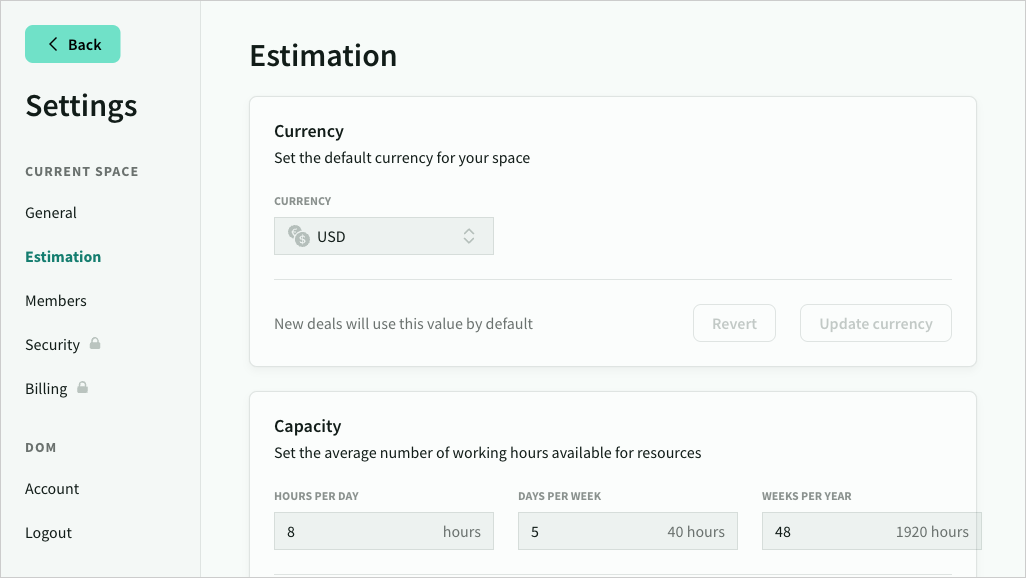 Back
Settings
CURRENT SPACE
General
Estimation
Members
Security
Billing
DOM
Account
Logout
Estimation
Currency
Set the default currency for your space
CURRENCY
USD
New deals will use this value by default
Revert
Update currency
Capacity
Set the average number of working hours available for resources
HOURS PER DAY
8 hours
DAYS PER WEEK
5 40 hours
WEEKS PER YEAR
48 1920 hours